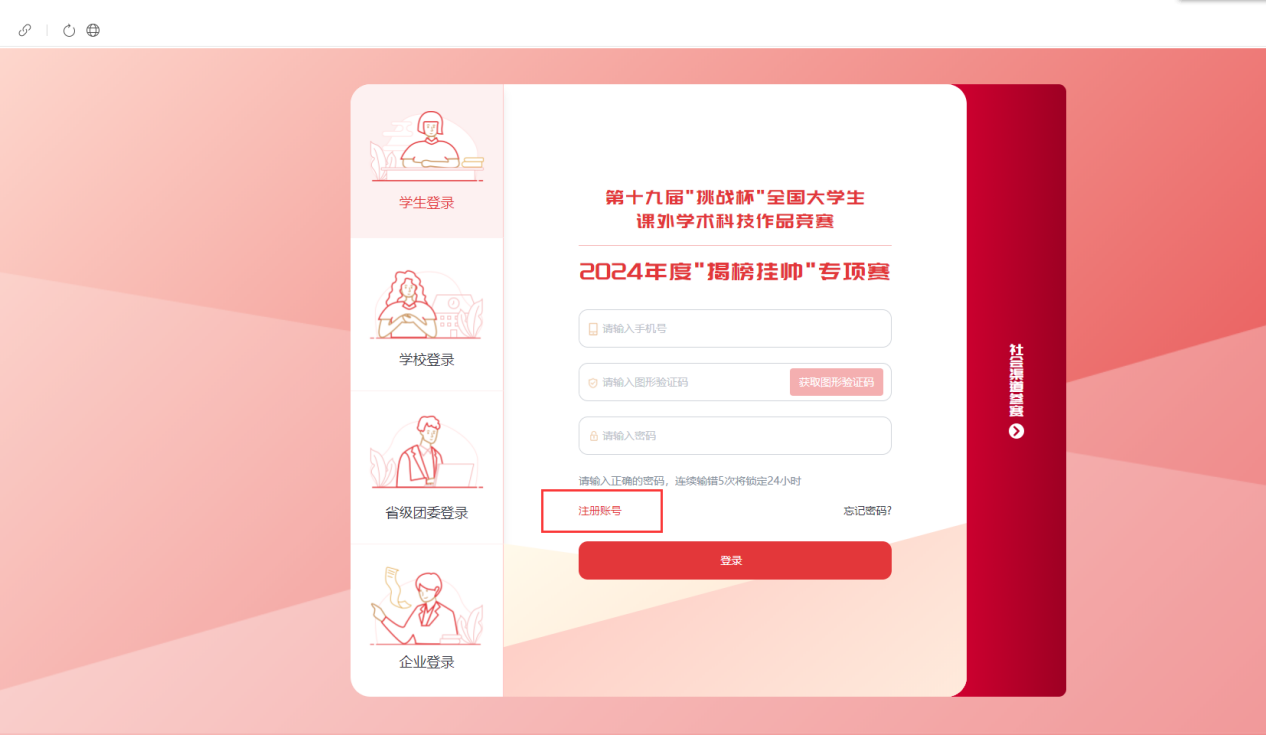 学生登录
学校登录
省级团委登录
企业登录
第十九届"挑战杯"全国大学生
课外学术科技作品竞赛
2024年度"揭榜挂帅"专项赛
请输入手机号
请输入图形验证码
获取图形验证码
请输入密码
请输入正确的密码，连续输错5次将锁定24小时
注册账号
忘记密码?
登录
社会渠道参赛